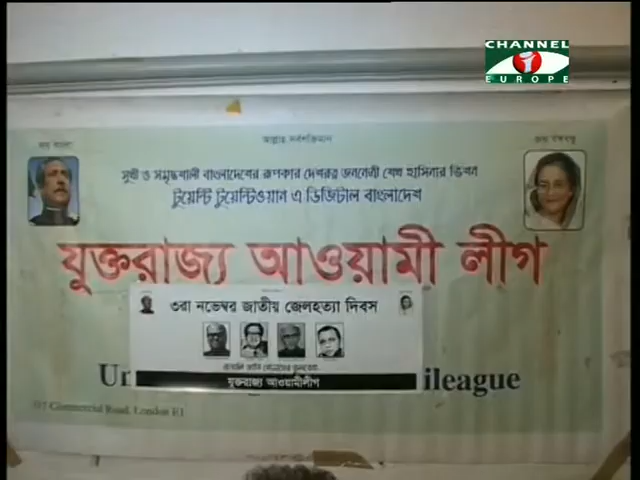 CHANNEL i
EUROPE
জয় বাংলা
আল্লাহ সর্বশক্তিমান
জয় বঙ্গবন্ধু
সুখী ও সমৃদ্ধশালী বাংলাদেশের রূপকার দেশরত্ন জননেত্রী শেখ হাসিনার ভিশন
টুয়েন্টি টুয়েন্টিওয়ান এ ডিজিটাল বাংলাদেশ
যুক্তরাজ্য আওয়ামী লীগ
৩রা নভেম্বর জাতীয় জেলহত্যা দিবস
যুক্তরাজ্য আওয়ামীলীগ
Un
ileague
Commercial Road, London E1